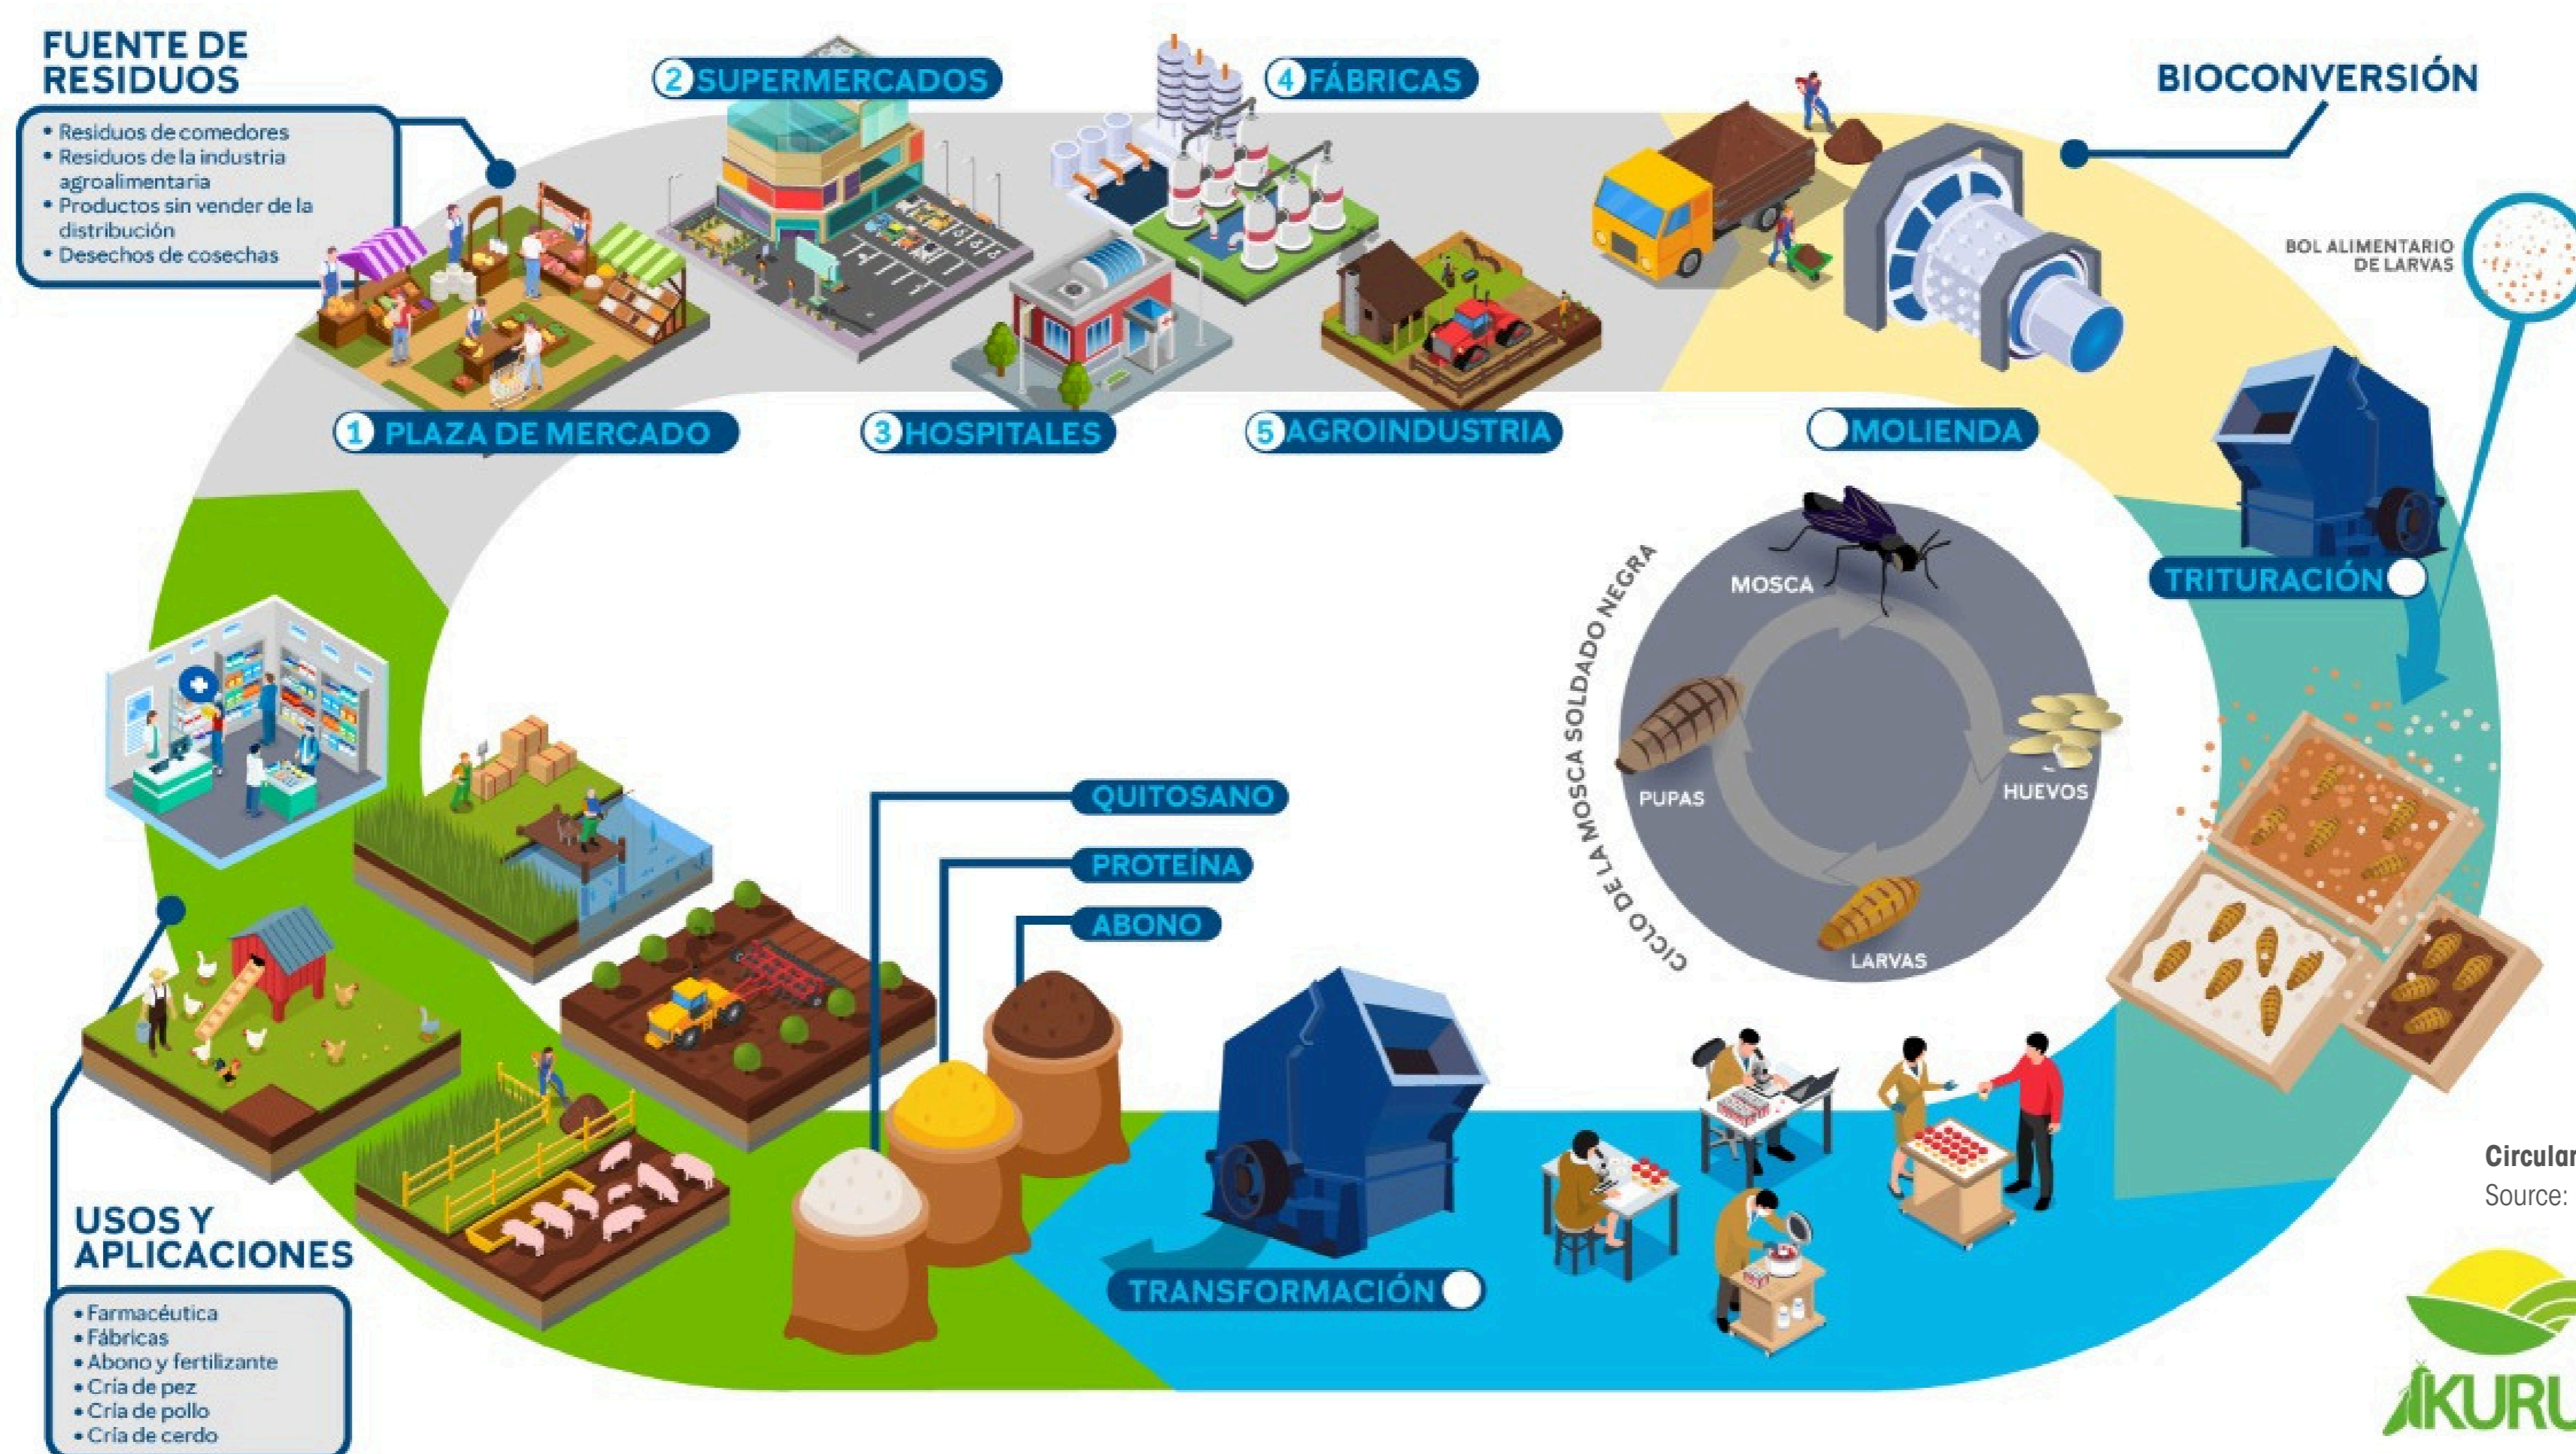 FUENTE DE
RESIDUOS
• Residuos de comedores
• Residuos de la industria
agroalimentaria
• Productos sin vender de la
distribución
• Desechos de cosechas
2 SUPERMERCADOS
4 FÁBRICAS
BIOCONVERSIÓN
BOL ALIMENTARIO
DE LARVAS
1 PLAZA DE MERCADO
3 HOSPITALES
5 AGROINDUSTRIA
MOLIENDA
TRITURACIÓN
CICLO DE LA MOSCA SOLDADO NEGRA
MOSCA
HUEVOS
LARVAS
PUPAS
QUITOSANO
PROTEÍNA
ABONO
TRANSFORMACIÓN
USOS Y
APLICACIONES
• Farmacéutica
• Fábricas
• Abono y fertilizante
• Cría de pez
• Cría de pollo
• Cría de cerdo
Circular
Source:
KURU